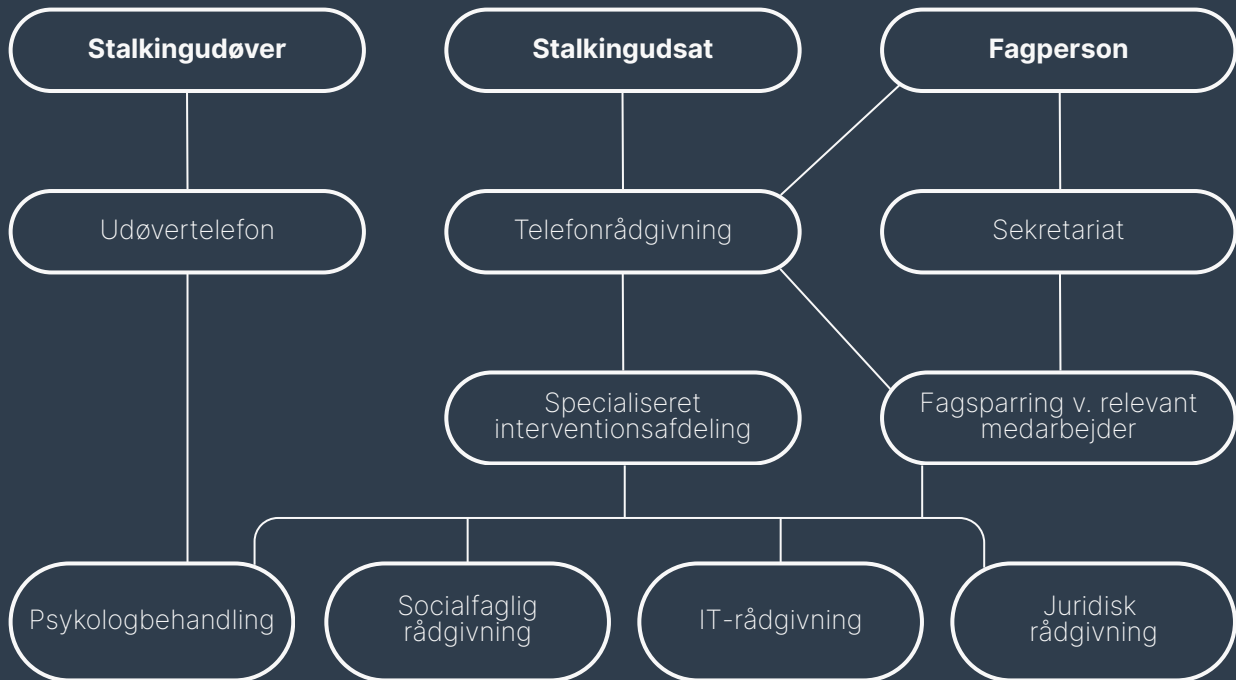 Stalkingudøver
Stalkingudsat
Fagperson
Udøvertelefon
Telefonrådgivning
Sekretariat
Specialiseret
interventionsafdeling
Fagsparring v. relevant
medarbejder
Psykologbehandling
Socialfaglig
rådgivning
IT-rådgivning
Juridisk
rådgivning